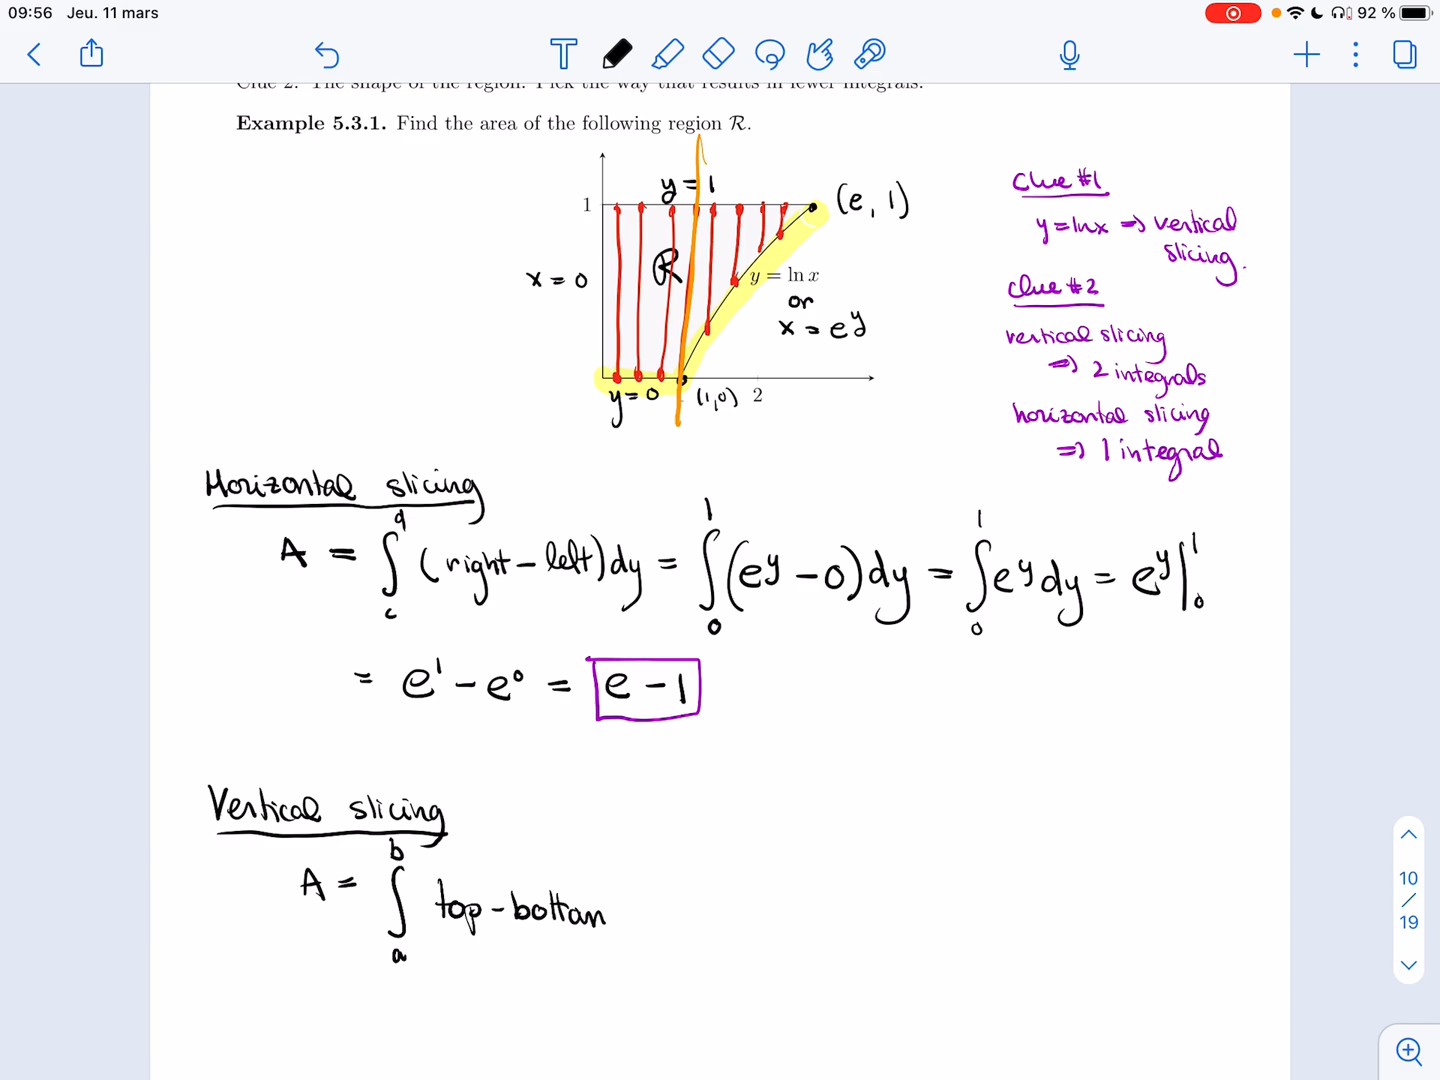 09:56 Jeu. 11 mars
92 %
Example 5.3.1. Find the area of the following region R.
y = 1
1
(e, 1)
x = 0
R
y = ln x
or
x = e^y
y = 0
(1,0)
2
Clue #1
y = ln x ⇒ vertical
slicing.
Clue #2
vertical slicing
⇒ 2 integrals
horizontal slicing
⇒ 1 integral
Horizontal slicing
A = ∫_c^d (right - left) dy = ∫_0^1 (e^y - 0) dy = ∫_0^1 e^y dy = e^y |_0^1
= e^1 - e^0 = e - 1
Vertical slicing
A = ∫_a^b top - bottom
10
/
19